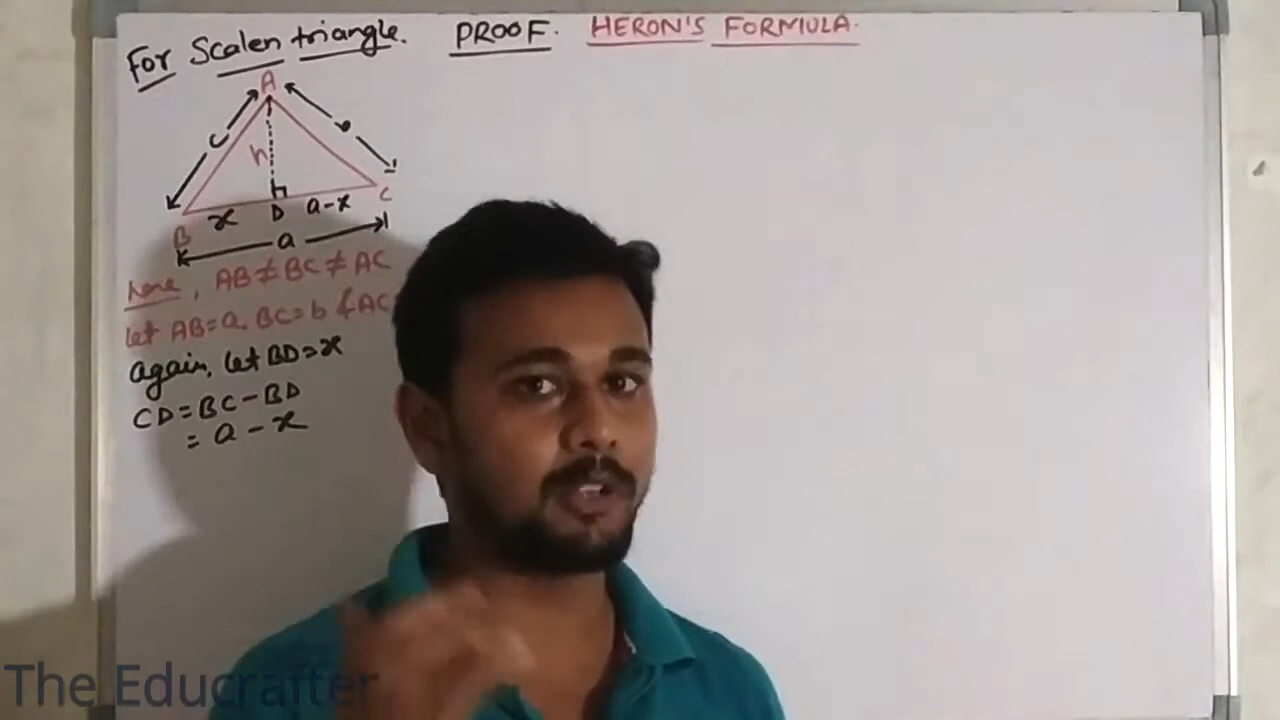 For Scalen triangle. PROOF. HERON'S FORMULA.
A
c
b
h
x D a-x C
B
a
here, AB ≠ BC ≠ AC
let AB=a, BC=b & AC
again, let BD=x
CD=BC-BD
= a-x
The Educrafter